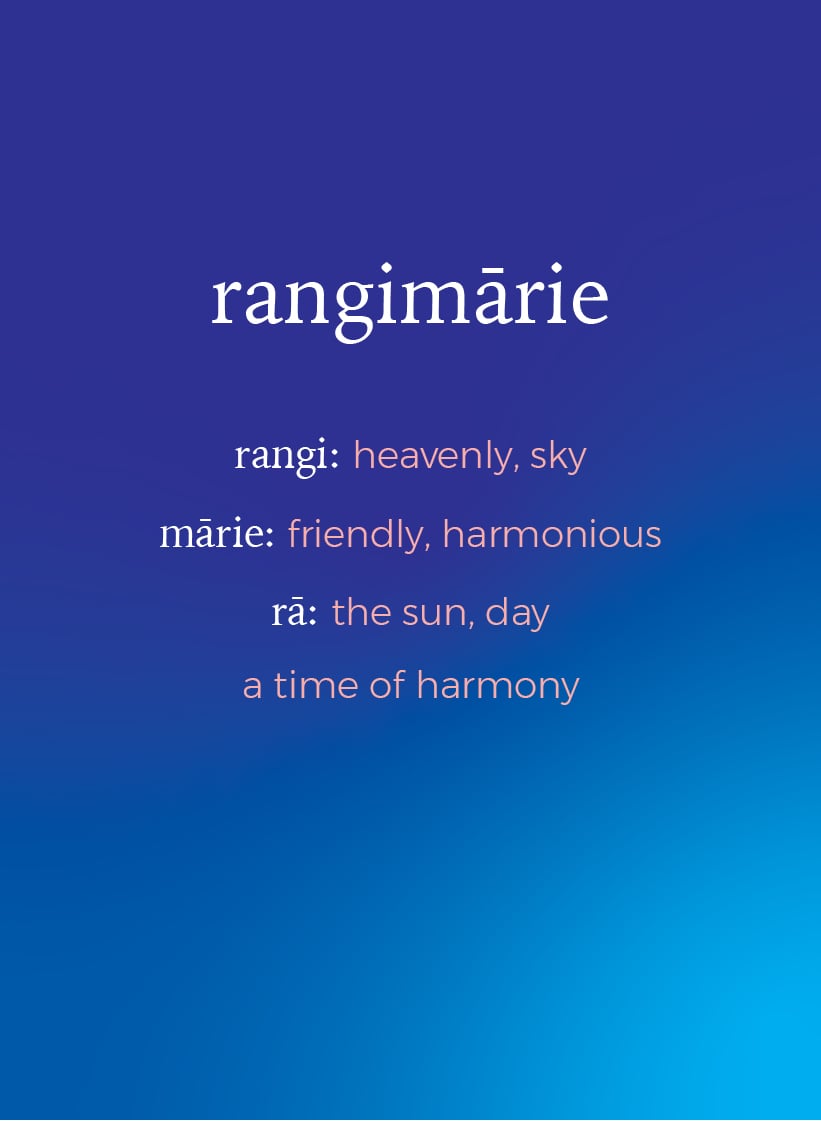 rangimārie
rangi: heavenly, sky
mārie: friendly, harmonious
rā: the sun, day
a time of harmony